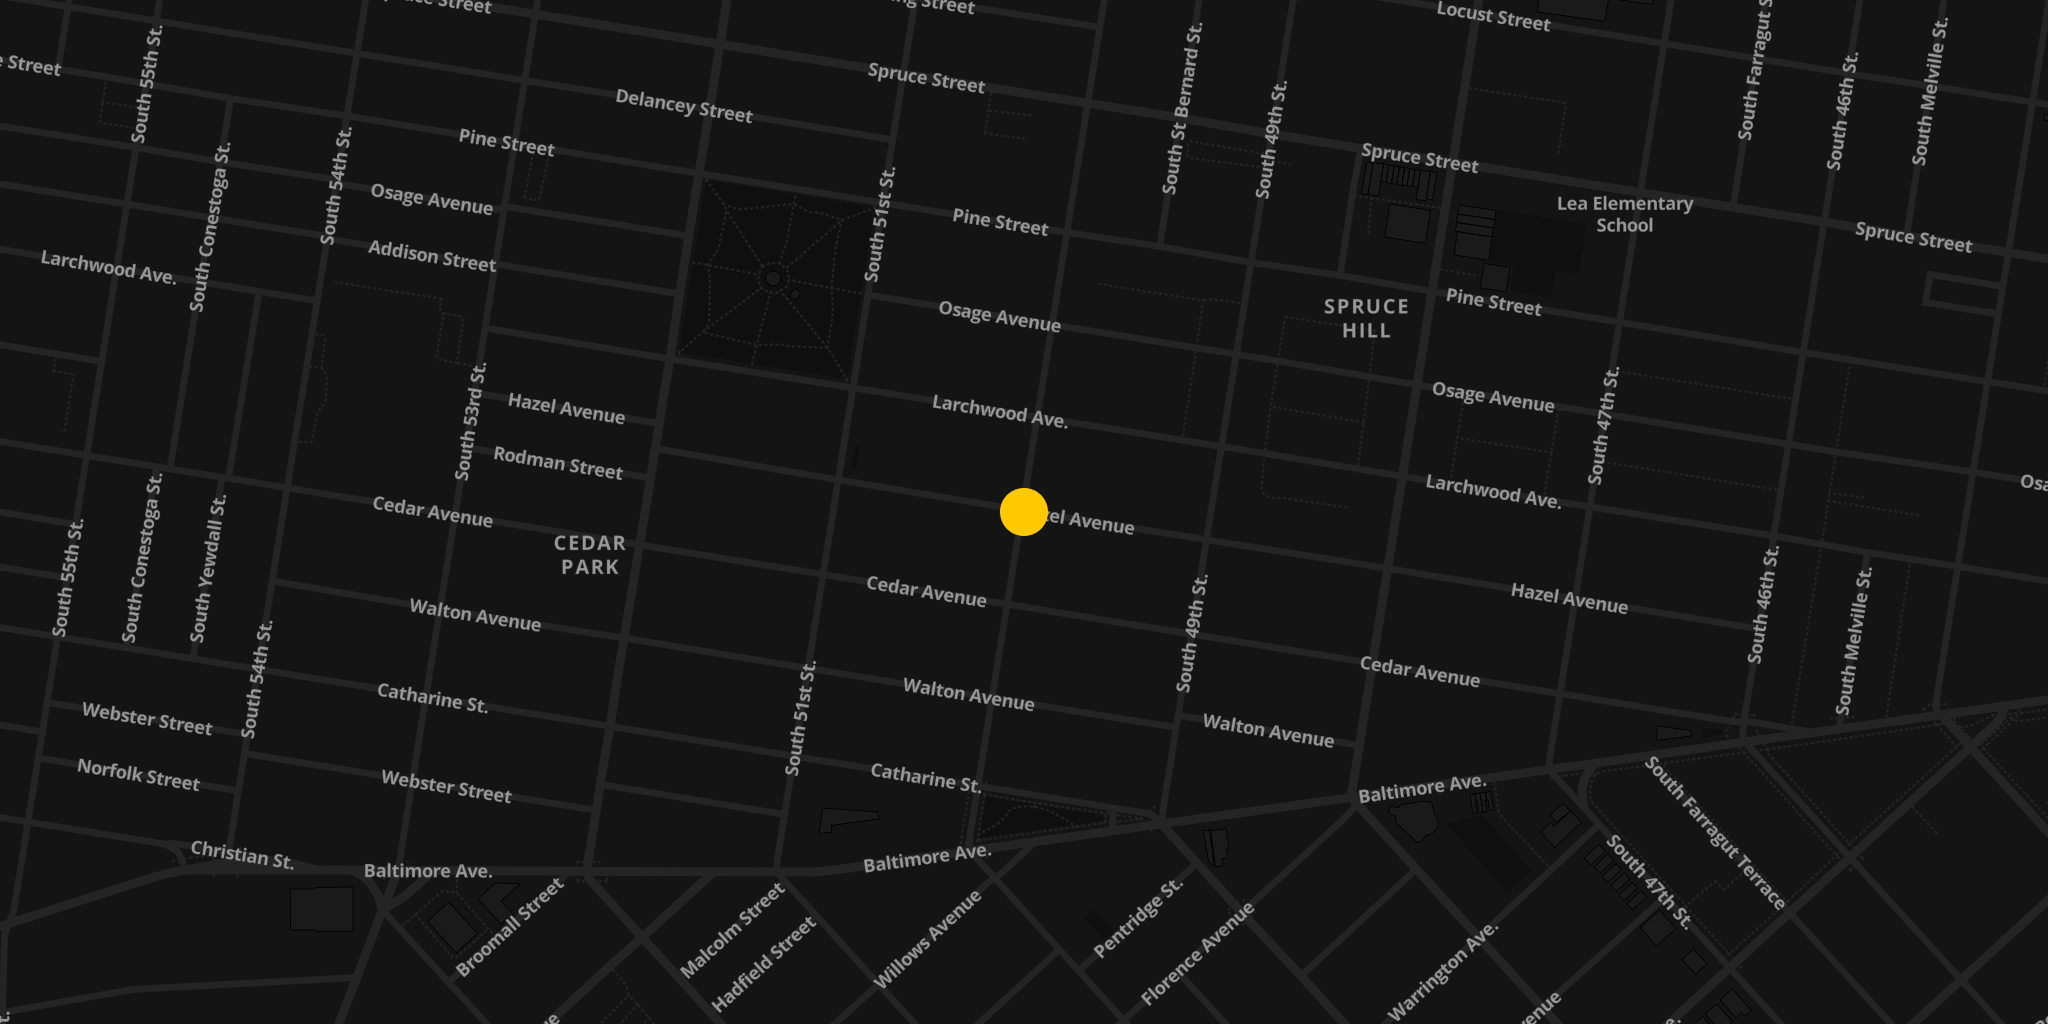 Locust Street
South 55th St.
South Farragut S
South 46th St.
South Melville St.
Street
South St Bernard St.
Spruce Street
South 49th St.
Delancey Street
Pine Street
South 54th St.
South Conestoga St.
Spruce Street
Lea Elementary
School
Osage Avenue
South 51st St.
Pine Street
Spruce Street
Addison Street
Larchwood Ave.
Osage Avenue
SPRUCE
HILL
Pine Street
South 53rd St.
Hazel Avenue
Larchwood Ave.
Osage Avenue
South 47th St.
Rodman Street
Larchwood Ave.
Cedar Avenue
Avenue
CEDAR
PARK
South 55th St.
South Conestoga St.
South Yewdall St.
Cedar Avenue
Hazel Avenue
South 46th St.
Walton Avenue
South 49th St.
South Melville St.
South 54th St.
Cedar Avenue
Catharine St.
Walton Avenue
Webster Street
South 51st St.
Walton Avenue
Norfolk Street
Webster Street
Catharine St.
Baltimore Ave.
South Farragut Terrace
Christian St.
Baltimore Ave.
Baltimore Ave.
South 47th St.
Broomall Street
Malcolm Street
Hadfield Street
Willows Avenue
Pentridge St.
Florence Avenue
Warrington Ave.